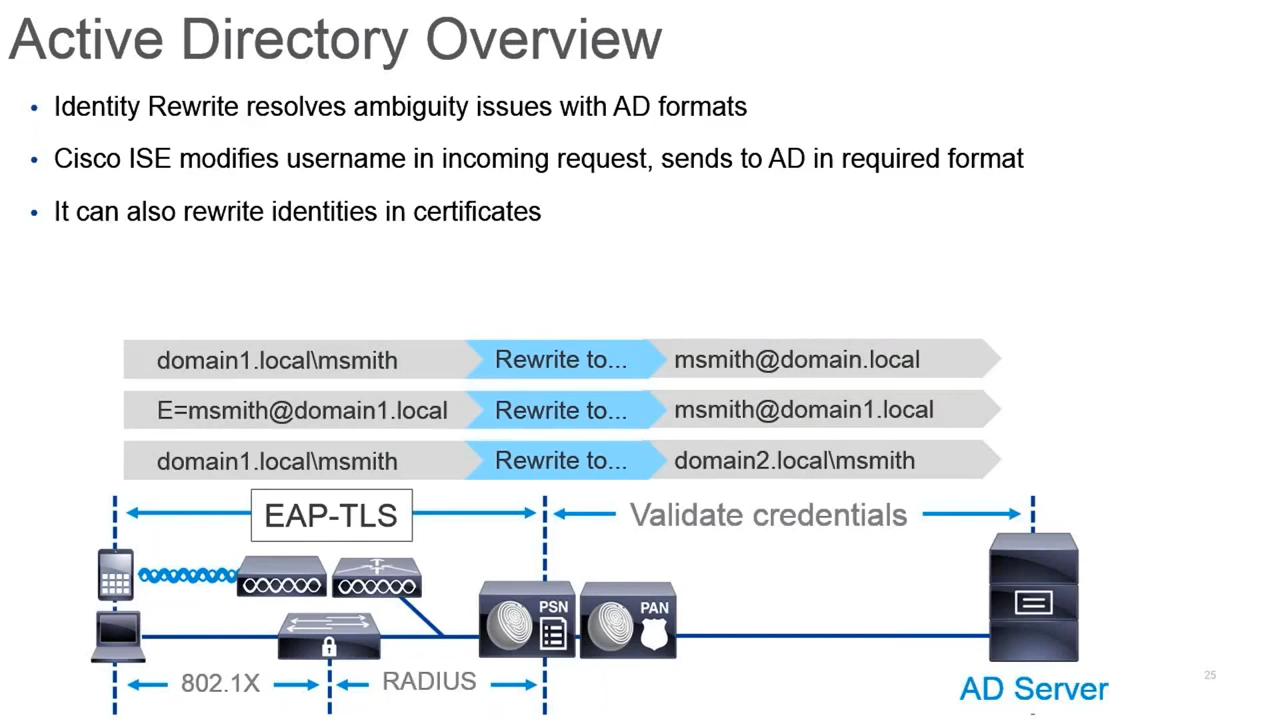 Active Directory Overview
• Identity Rewrite resolves ambiguity issues with AD formats
• Cisco ISE modifies username in incoming request, sends to AD in required format
• It can also rewrite identities in certificates
domain1.local\msmith Rewrite to... msmith@domain.local
E=msmith@domain1.local Rewrite to... msmith@domain1.local
domain1.local\msmith Rewrite to... domain2.local\msmith
EAP-TLS Validate credentials
PSN PAN
802.1X RADIUS
AD Server
25